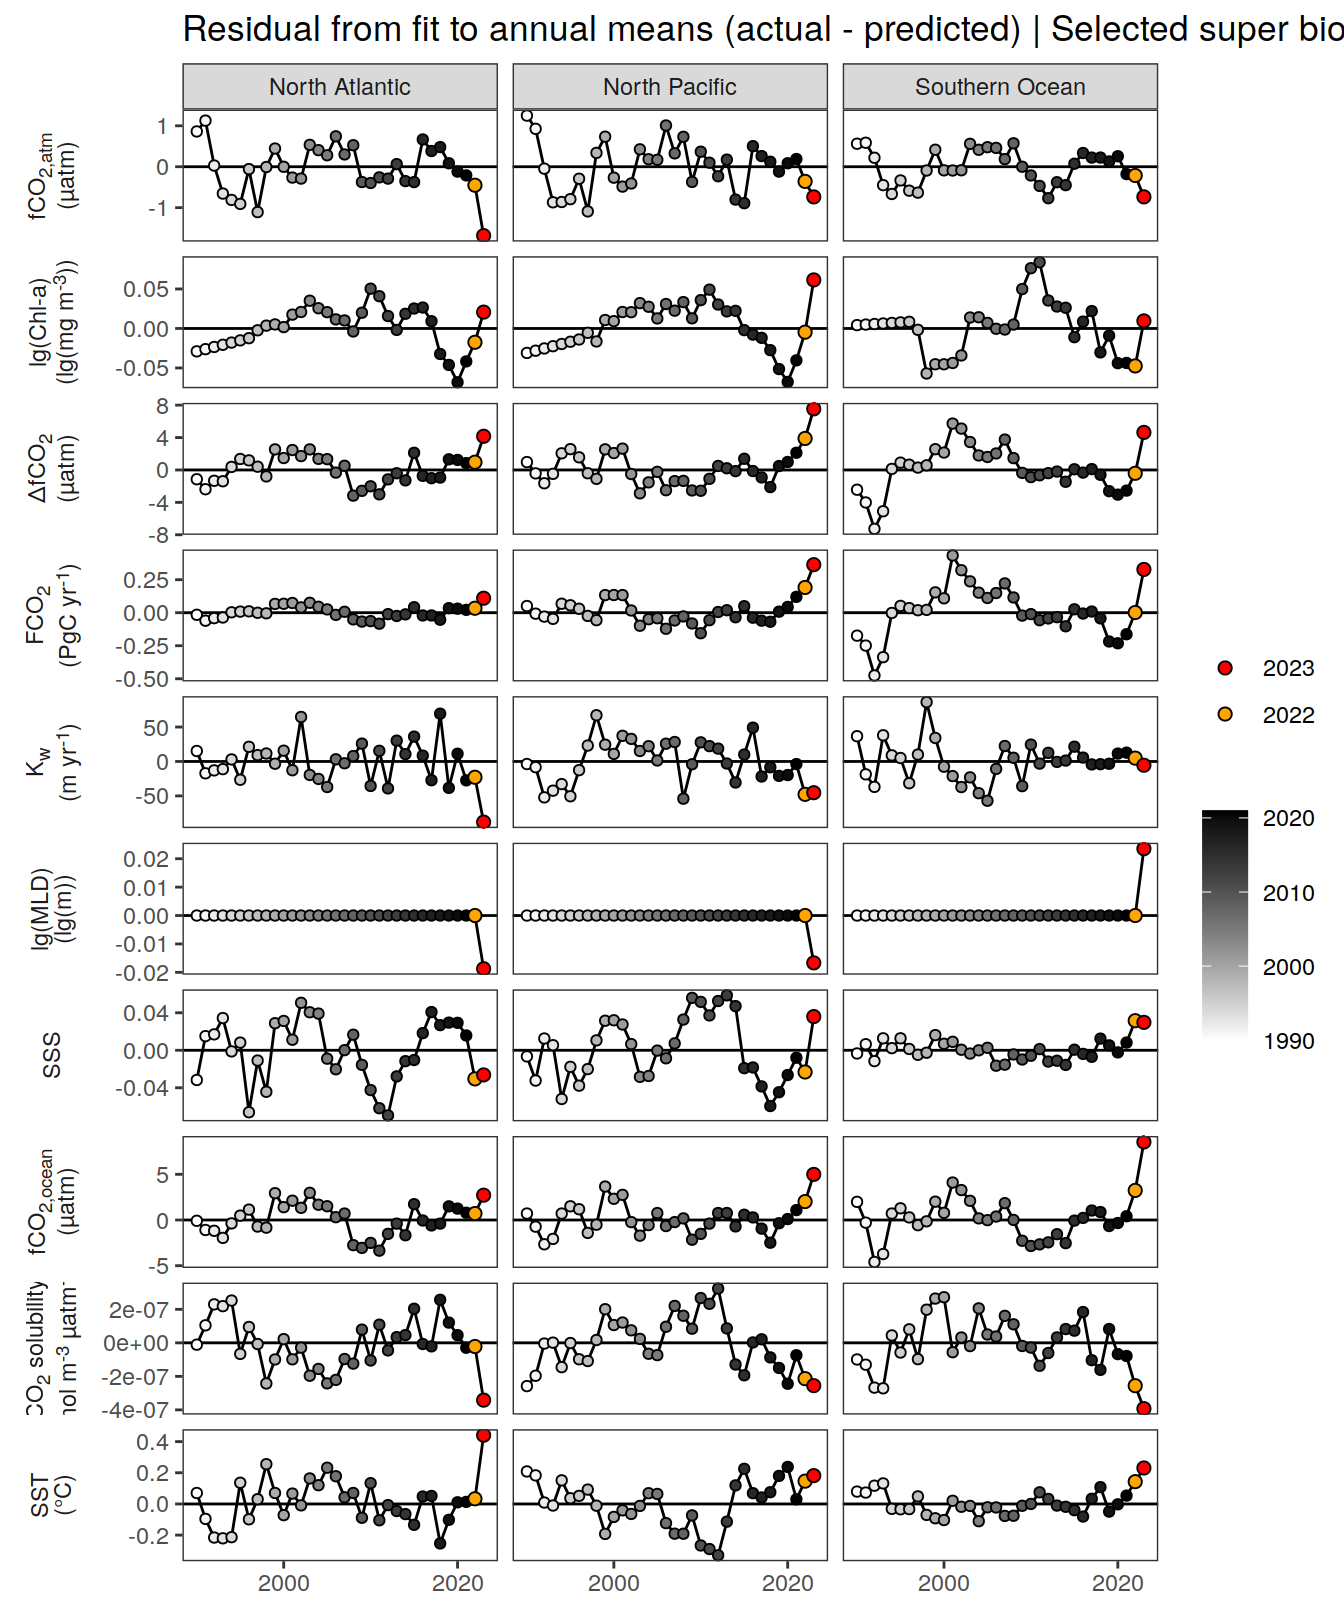 Residual from fit to annual means (actual - predicted) | Selected super bio
North Atlantic
North Pacific
Southern Ocean
fCO2,atm
(µatm)
1
0
-1
lg(Chl-a)
(lg(mg m-3))
0.05
0.00
-0.05
ΔfCO2
(µatm)
8
4
0
-4
-8
FCO2
(PgC yr-1)
0.25
0.00
-0.25
-0.50
Kw
(m yr-1)
50
0
-50
lg(MLD)
(lg(m))
0.02
0.01
0.00
-0.01
-0.02
SSS
0.04
0.00
-0.04
fCO2,ocean
(µatm)
5
0
-5
CO2 solubility
nol m-3 µatm-
2e-07
0e+00
-2e-07
-4e-07
SST
(°C)
0.4
0.2
0.0
-0.2
2000
2020
2000
2020
2000
2020
2023
2022
2020
2010
2000
1990